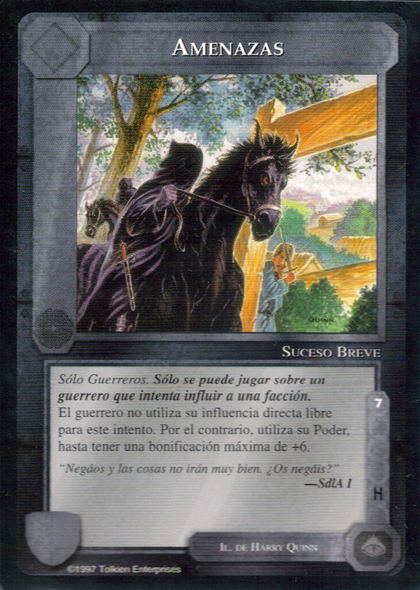 AMENAZAS
QUINN
SUCESO BREVE
Sólo Guerreros. Sólo se puede jugar sobre un
guerrero que intenta influir a una facción.
El guerrero no utiliza su influencia directa libre
para este intento. Por el contrario, utiliza su Poder,
hasta tener una bonificación máxima de +6.
7
“Negáos y las cosas no irán muy bien. ¿Os negáis?”
—SdlA I
H
IL. DE HARRY QUINN
©1997 Tolkien Enterprises